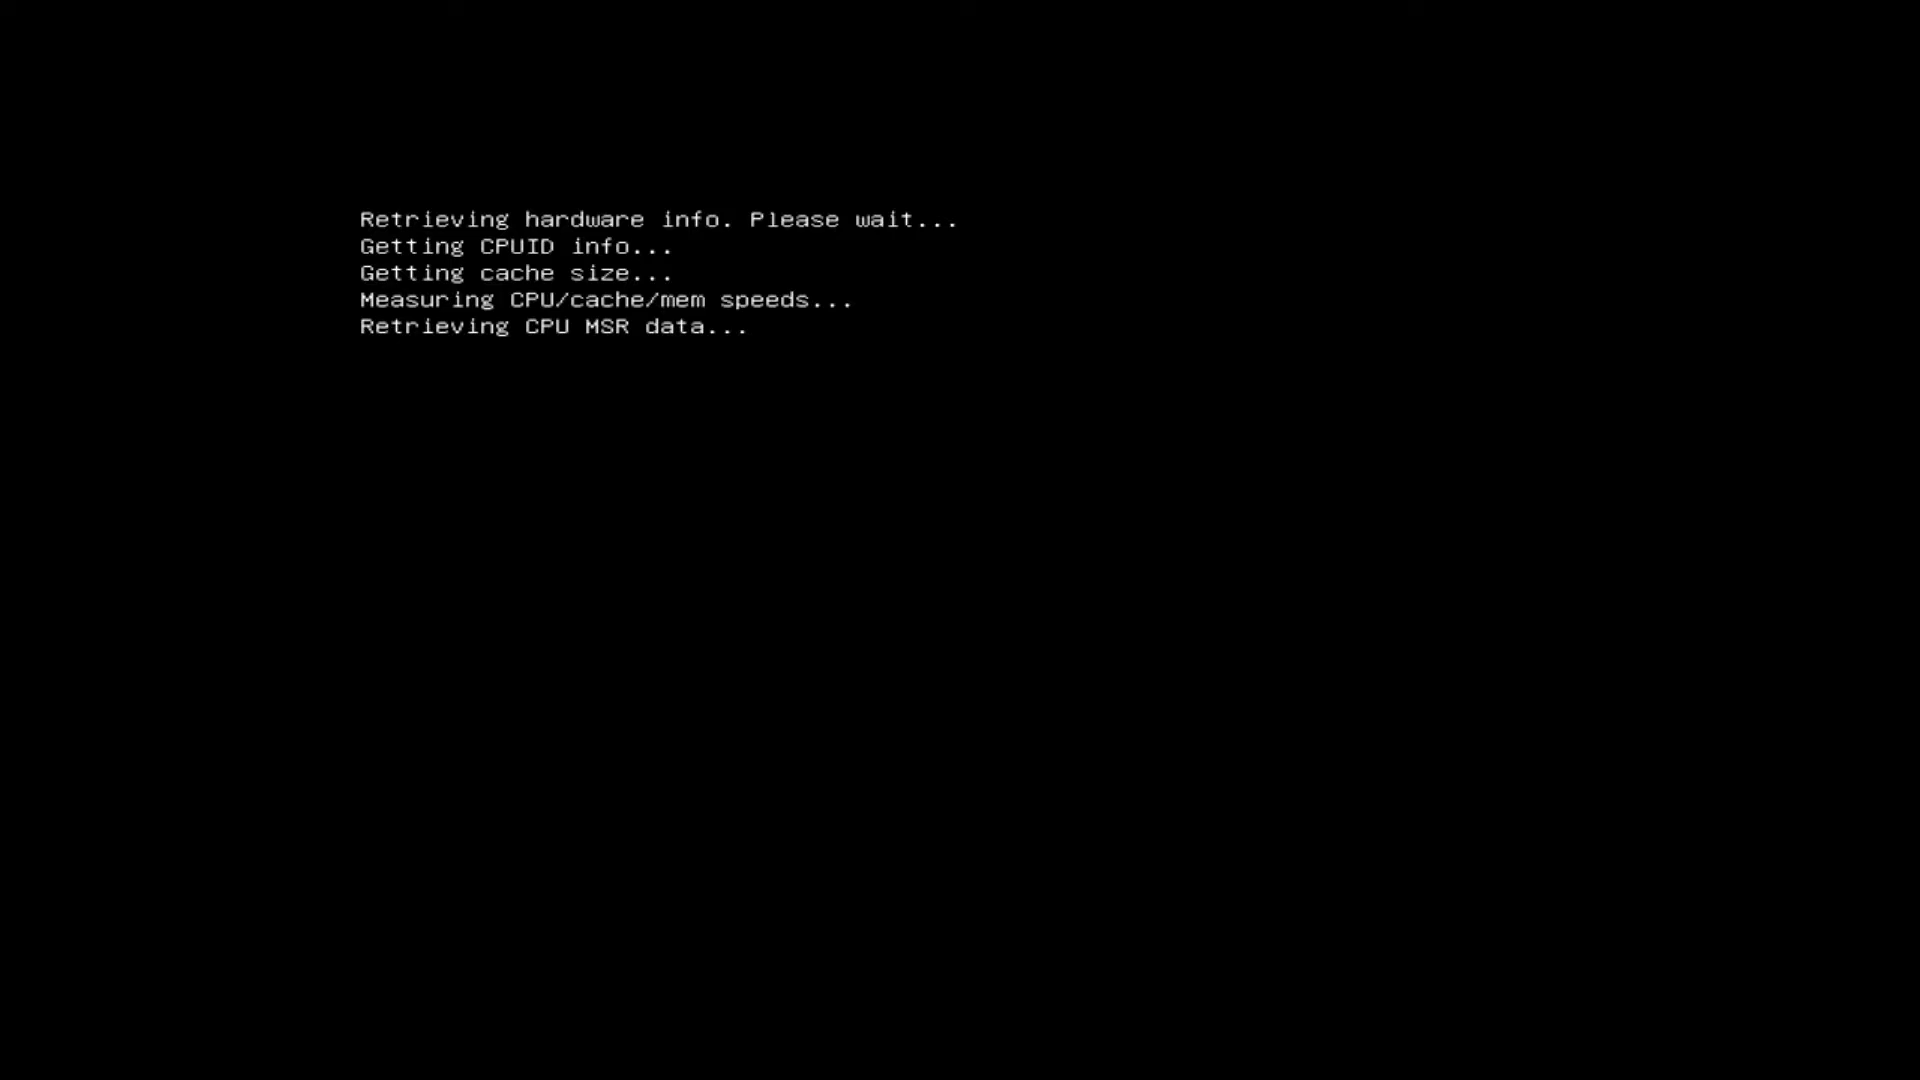 Retrieving hardware info. Please wait...
Getting CPUID info...
Getting cache size...
Measuring CPU/cache/mem speeds...
Retrieving CPU MSR data...